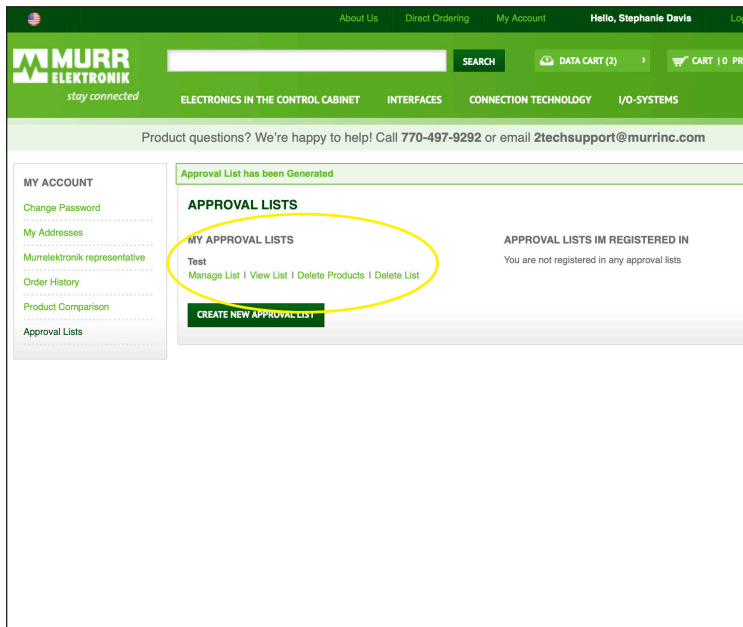 About Us Direct Ordering My Account Hello, Stephanie Davis
MURR
ELEKTRONIK
stay connected
SEARCH DATA CART (2) › CART | 0
ELECTRONICS IN THE CONTROL CABINET INTERFACES CONNECTION TECHNOLOGY I/O-SYSTEMS
Product questions? We're happy to help! Call 770-497-9292 or email 2techsupport@murrinc.com
MY ACCOUNT
Change Password
My Addresses
Murrelektronik representative
Order History
Product Comparison
Approval Lists
Approval List has been Generated
APPROVAL LISTS
MY APPROVAL LISTS
Test
Manage List I View List I Delete Products I Delete List
CREATE NEW APPROVAL LIST
APPROVAL LISTS IM REGISTERED IN
You are not registered in any approval lists